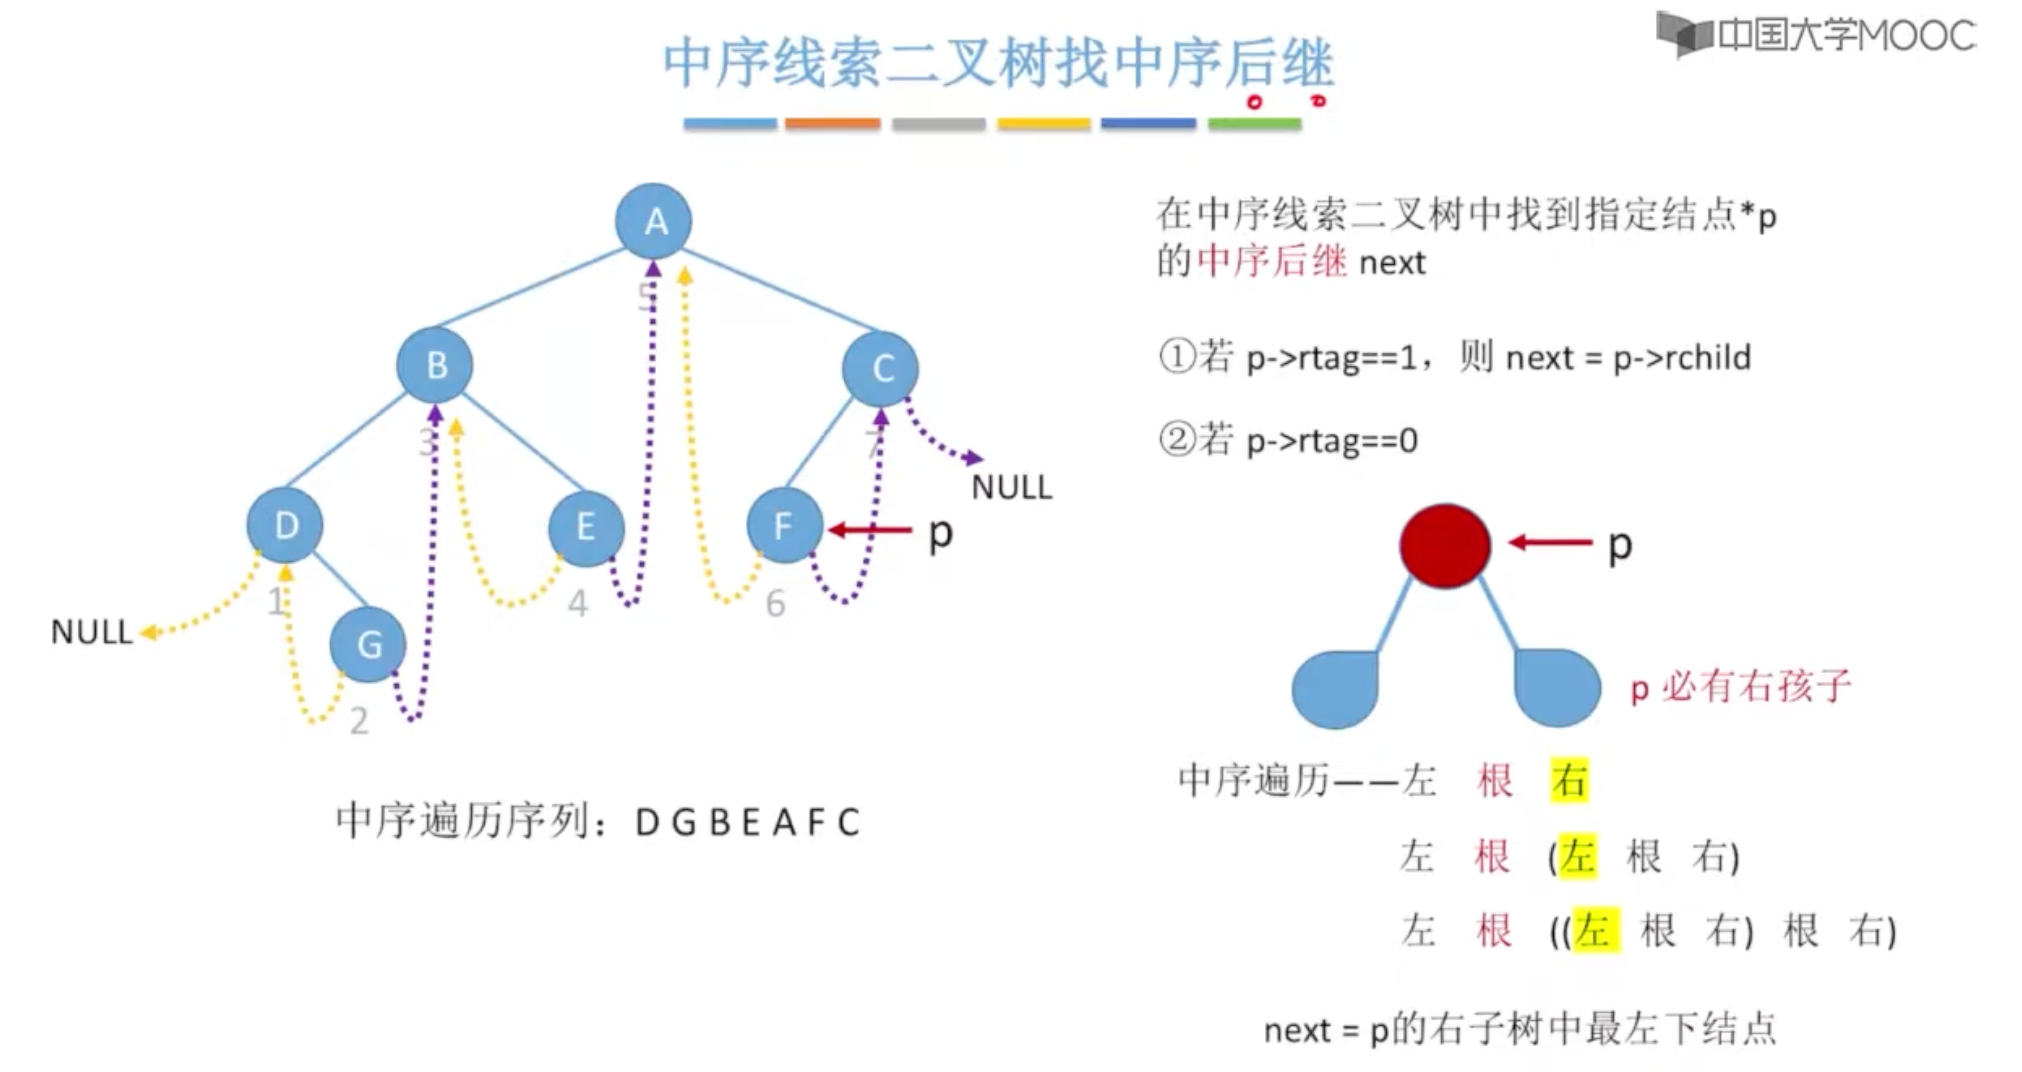 中国大学MOOC
中序线索二叉树找中序后继
A
5
B
C
3
7
NULL
D
E
F
p
1
4
6
NULL
G
2
中序遍历序列：D G B E A F C
在中序线索二叉树中找到指定结点*p
的中序后继 next
①若 p->rtag==1，则 next = p->rchild
②若 p->rtag==0
p
p 必有右孩子
中序遍历——左 根 右
左 根 (左 根 右)
左 根 ((左 根 右) 根 右)
next = p的右子树中最左下结点